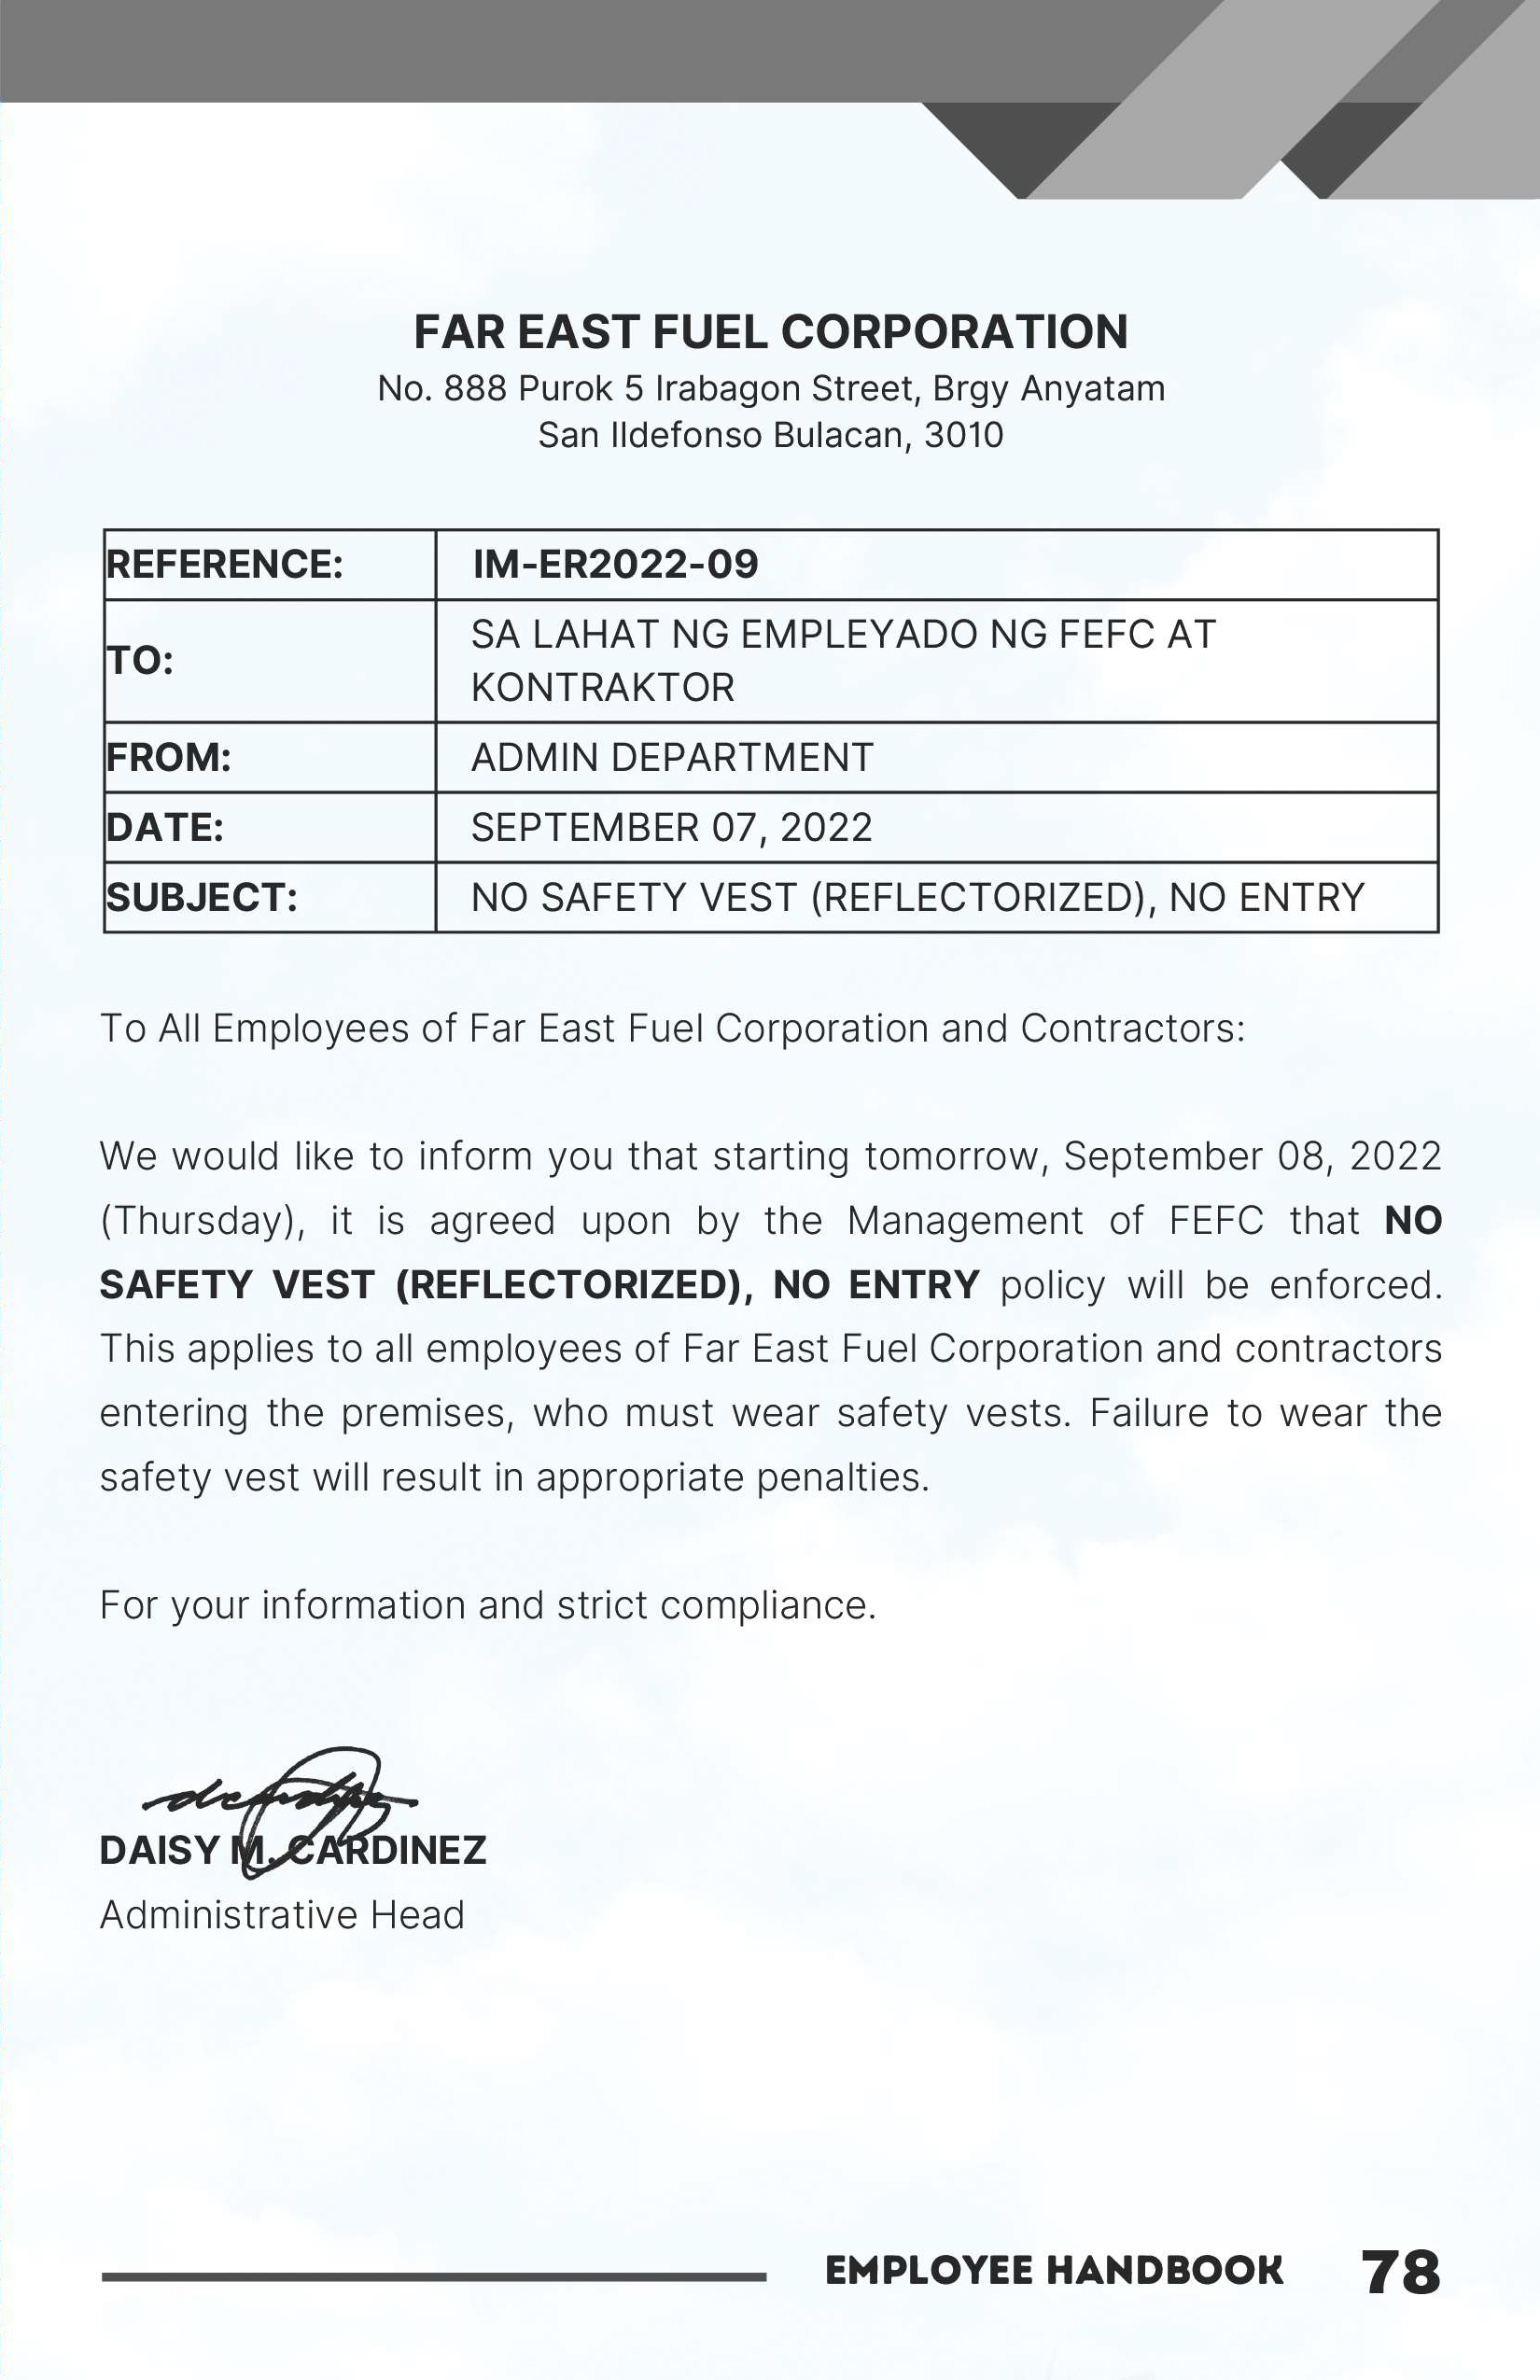 FAR EAST FUEL CORPORATION
No. 888 Purok 5 Irabagon Street, Brgy Anyatam
San Ildefonso Bulacan, 3010
REFERENCE: IM-ER2022-09
TO: SA LAHAT NG EMPLEYADO NG FEFC AT
KONTRAKTOR
FROM: ADMIN DEPARTMENT
DATE: SEPTEMBER 07, 2022
SUBJECT: NO SAFETY VEST (REFLECTORIZED), NO ENTRY
To All Employees of Far East Fuel Corporation and Contractors:
We would like to inform you that starting tomorrow, September 08, 2022
(Thursday), it is agreed upon by the Management of FEFC that NO
SAFETY VEST (REFLECTORIZED), NO ENTRY policy will be enforced.
This applies to all employees of Far East Fuel Corporation and contractors
entering the premises, who must wear safety vests. Failure to wear the
safety vest will result in appropriate penalties.
For your information and strict compliance.
DAISY M. CARDINEZ
Administrative Head
EMPLOYEE HANDBOOK 78